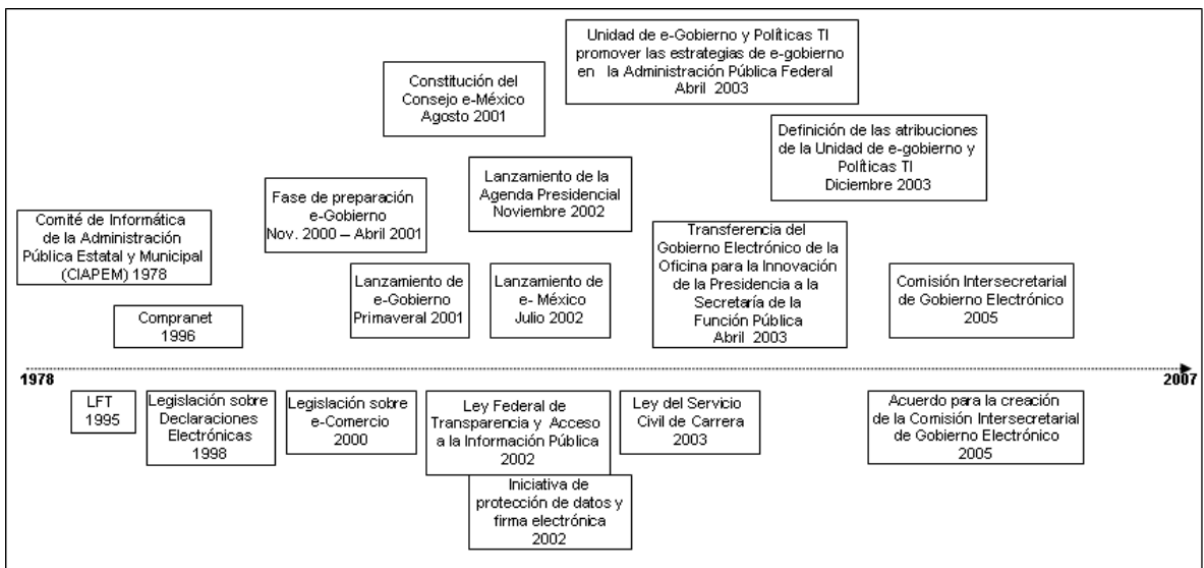 Unidad de e-Gobierno y Políticas TI
promover las estrategias de e-gobierno
en la Administración Pública Federal
Abril 2003
Constitución del
Consejo e-México
Agosto 2001
Definición de las atribuciones
de la Unidad de e-gobierno y
Políticas TI
Diciembre 2003
Lanzamiento de la
Agenda Presidencial
Noviembre 2002
Fase de preparación
e-Gobierno
Nov. 2000 – Abril 2001
Comité de Informática
de la Administración
Pública Estatal y Municipal
(CIAPEM) 1978
Transferencia del
Gobierno Electrónico de la
Oficina para la Innovación
de la Presidencia a la
Secretaría de la
Función Pública
Abril 2003
Lanzamiento de
e-Gobierno
Primaveral 2001
Lanzamiento de
e- México
Julio 2002
Comisión Intersecretarial
de Gobierno Electrónico
2005
Compranet
1996
1978
2007
LFT
1995
Legislación sobre
Declaraciones
Electrónicas
1998
Legislación sobre
e-Comercio
2000
Ley Federal de
Transparencia y Acceso
a la Información Pública
2002
Ley del Servicio
Civil de Carrera
2003
Acuerdo para la creación
de la Comisión Intersecretarial
de Gobierno Electrónico
2005
Iniciativa de
protección de datos y
firma electrónica
2002